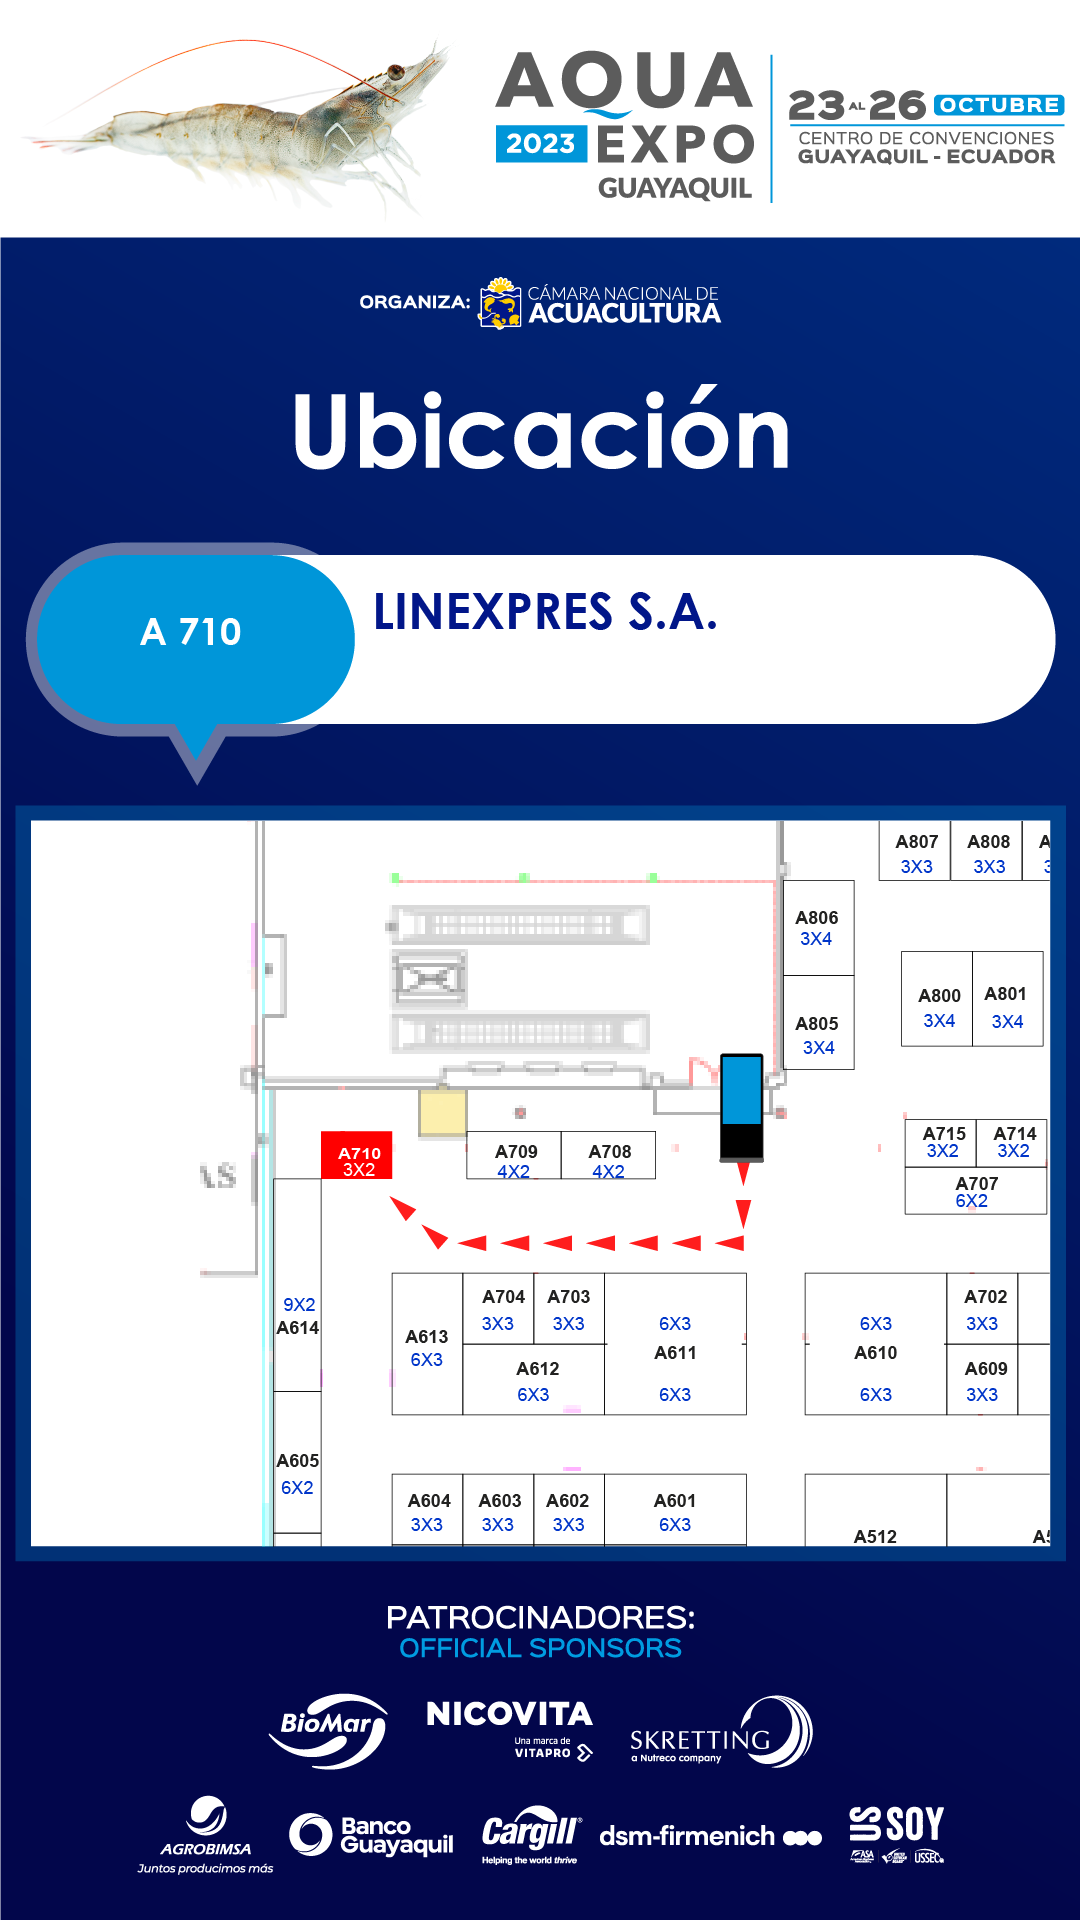 AQUA
2023 EXPO
GUAYAQUIL
23 AL 26 OCTUBRE
CENTRO DE CONVENCIONES
GUAYAQUIL - ECUADOR
ORGANIZA:
CÁMARA NACIONAL DE
ACUACULTURA
Ubicación
A 710
LINEXPRES S.A.
A807
3X3
A808
3X3
A806
3X4
A805
3X4
A800
3X4
A801
3X4
A710
3X2
A709
4X2
A708
4X2
A715
3X2
A714
3X2
A707
6X2
9X2
A614
A613
6X3
A704
3X3
A703
3X3
A612
6X3
6X3
A611
6X3
6X3
A610
6X3
A702
3X3
A609
3X3
A605
6X2
A604
3X3
A603
3X3
A602
3X3
A601
6X3
A512
PATROCINADORES:
OFFICIAL SPONSORS
BioMar
NICOVITA
Una marca de
VITAPRO
SKRETTING
a Nutreco company
AGROBIMSA
Juntos producimos más
Banco
Guayaquil
Cargill®
Helping the world thrive
dsm-firmenich
US SOY
ASA
USSEC